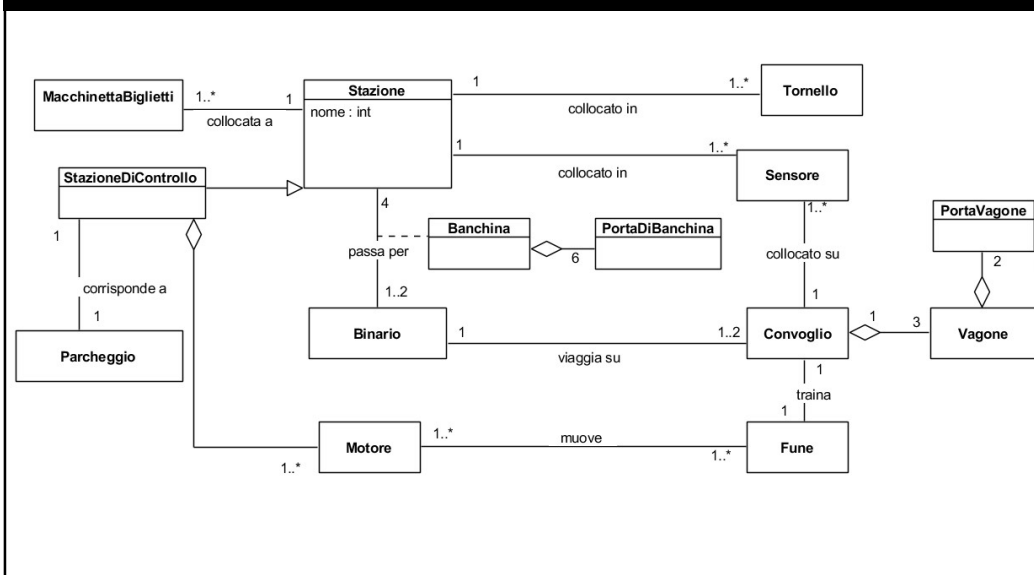 MacchinettaBiglietti
1..*
1
collocata a
Stazione
nome : int
1
1..*
collocato in
Tornello
1
1..*
collocato in
Sensore
StazioneDiControllo
4
passa per
1..2
Banchina
6
PortaDiBanchina
1..*
collocato su
1
PortaVagone
2
1
corrisponde a
1
Parcheggio
Binario
1
1..2
viaggia su
Convoglio
1
3
Vagone
1
traina
1
Motore
1..*
1..*
muove
1..*
Fune